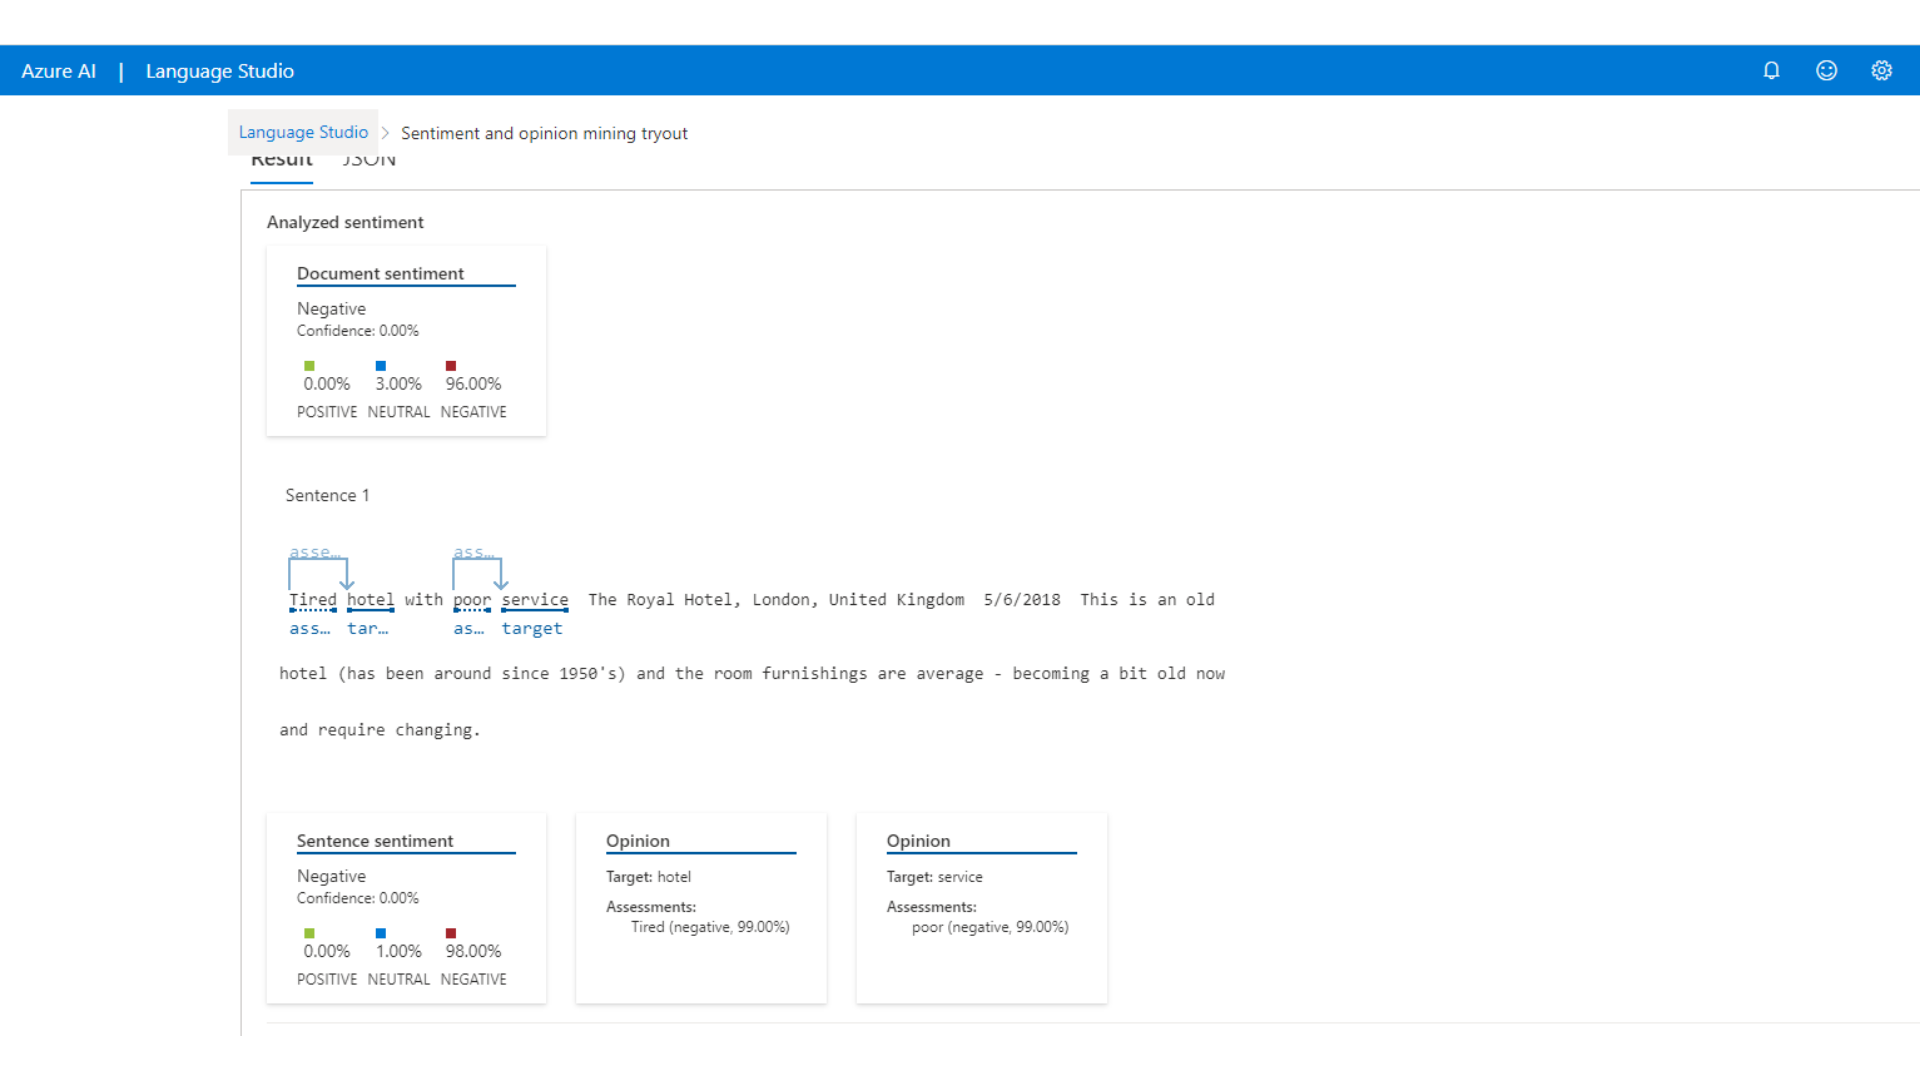 Azure AI | Language Studio
Language Studio > Sentiment and opinion mining tryout
Result JSON
Analyzed sentiment
Document sentiment
Negative
Confidence: 0.00%
0.00% 3.00% 96.00%
POSITIVE NEUTRAL NEGATIVE
Sentence 1
asse... ass...
Tired hotel with poor service The Royal Hotel, London, United Kingdom 5/6/2018 This is an old
ass... tar... as... target
hotel (has been around since 1950's) and the room furnishings are average - becoming a bit old now
and require changing.
Sentence sentiment
Negative
Confidence: 0.00%
0.00% 1.00% 98.00%
POSITIVE NEUTRAL NEGATIVE
Opinion
Target: hotel
Assessments:
Tired (negative, 99.00%)
Opinion
Target: service
Assessments:
poor (negative, 99.00%)